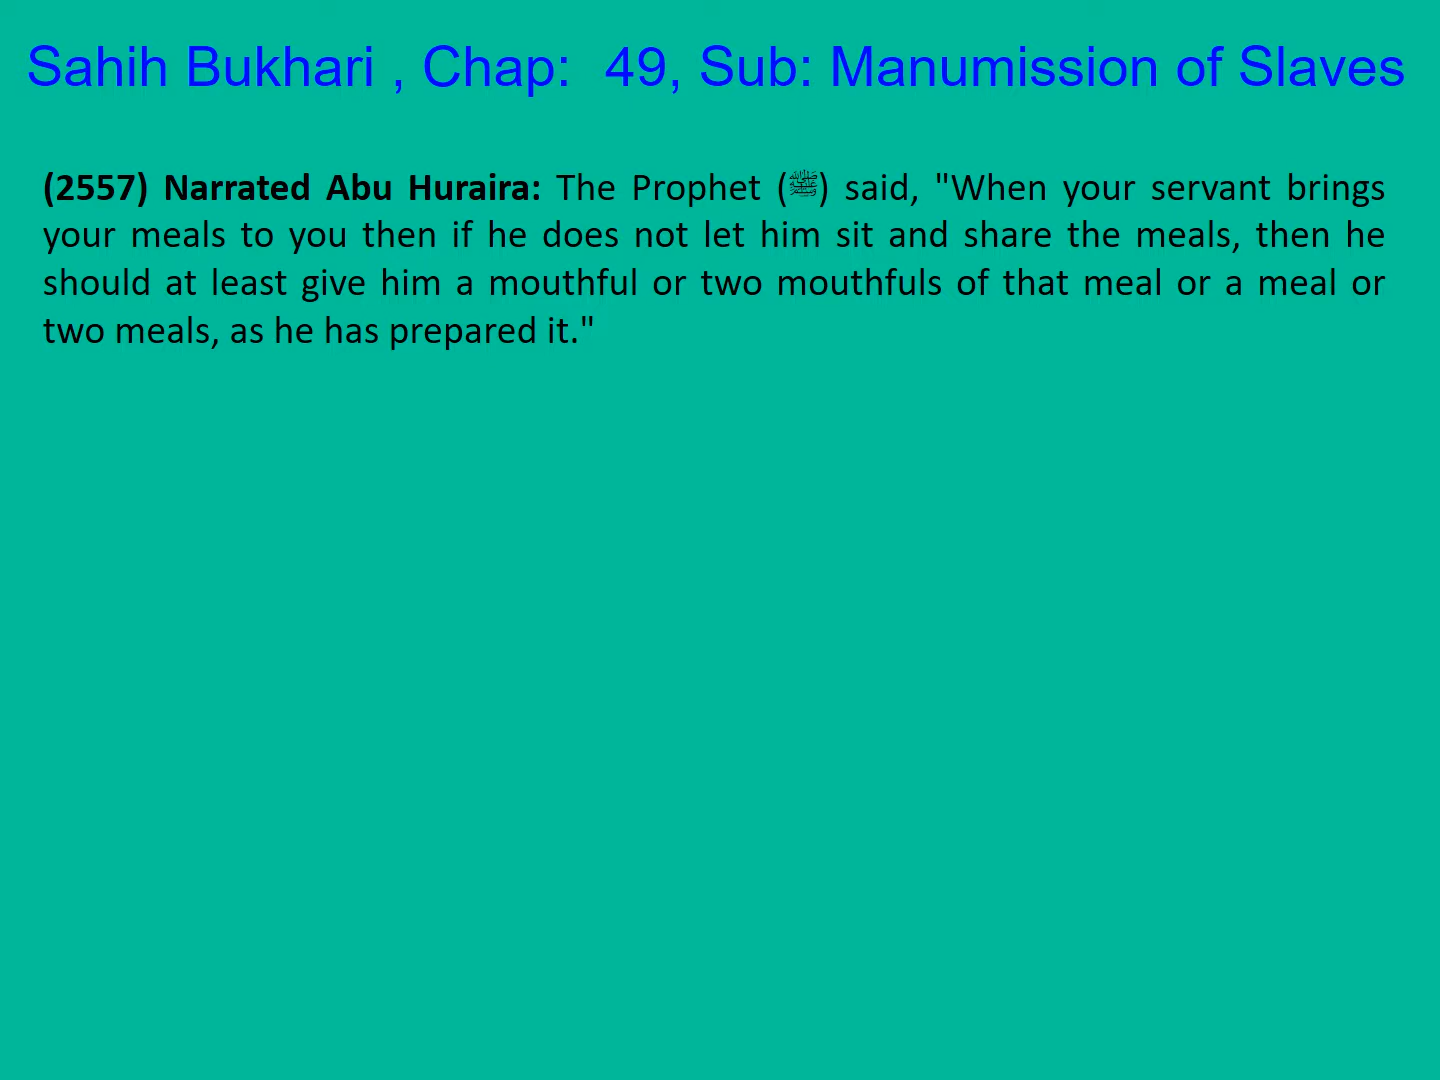 Sahih Bukhari , Chap:  49, Sub: Manumission of Slaves
(2557) Narrated Abu Huraira: The Prophet (ﷺ) said, "When your servant brings
your meals to you then if he does not let him sit and share the meals, then he
should at least give him a mouthful or two mouthfuls of that meal or a meal or
two meals, as he has prepared it."